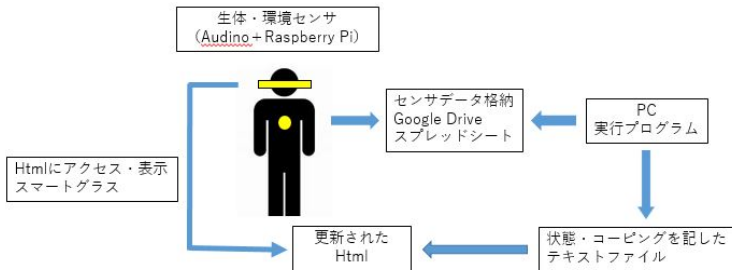 生体・環境センサ
（Audino＋Raspberry Pi）
センサデータ格納
Google Drive
スプレッドシート
PC
実行プログラム
Htmlにアクセス・表示
スマートグラス
更新された
Html
状態・コーピングを記した
テキストファイル